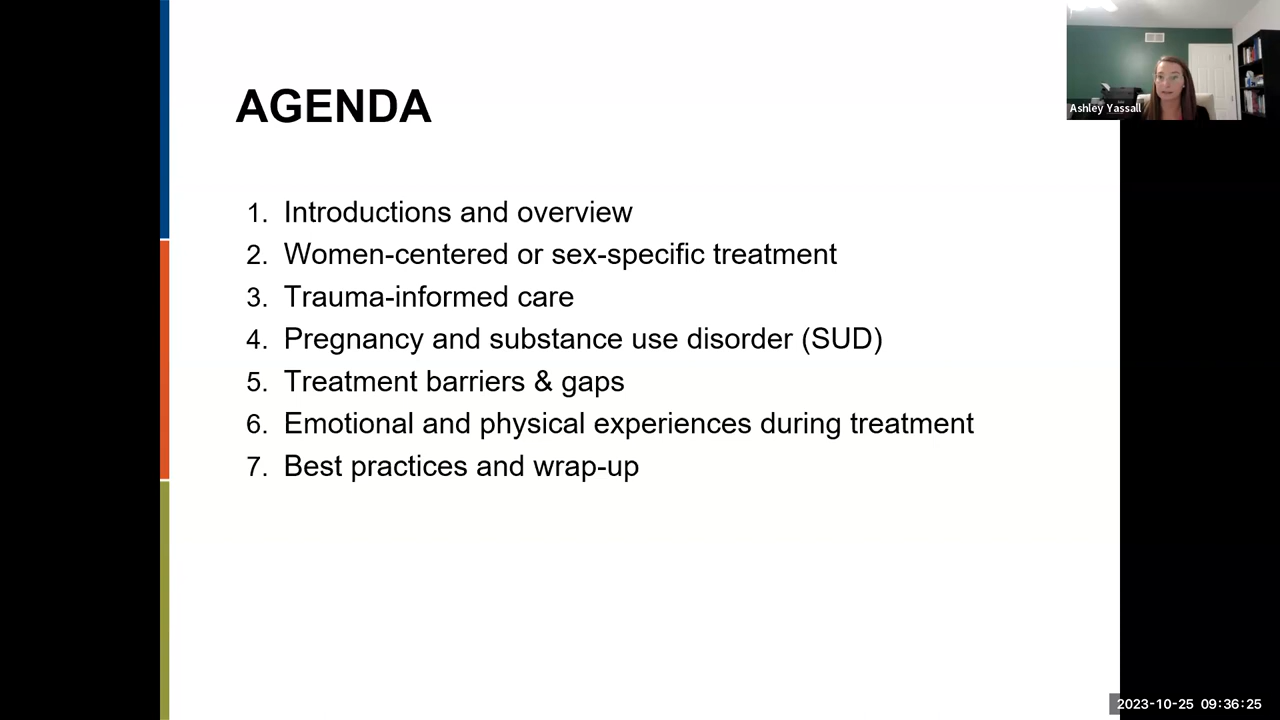 AGENDA
1. Introductions and overview
2. Women-centered or sex-specific treatment
3. Trauma-informed care
4. Pregnancy and substance use disorder (SUD)
5. Treatment barriers & gaps
6. Emotional and physical experiences during treatment
7. Best practices and wrap-up
Ashley Yassall
2023-10-25 09:36:25